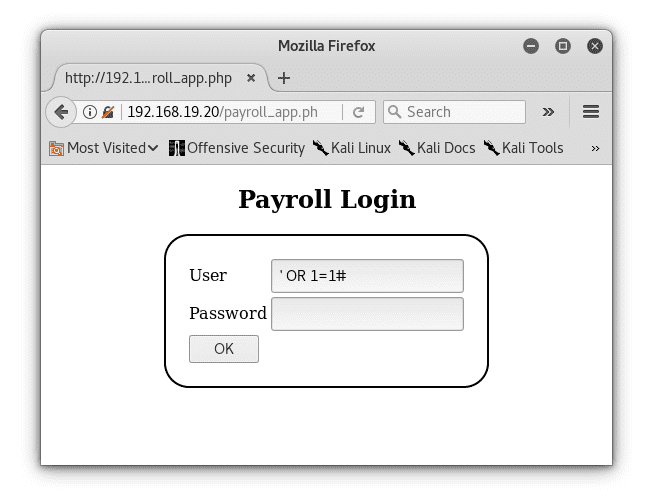 Mozilla Firefox
http://192.1...roll_app.php
192.168.19.20/payroll_app.ph Search
Most Visited Offensive Security Kali Linux Kali Docs Kali Tools
Payroll Login
User ' OR 1=1#
Password
OK